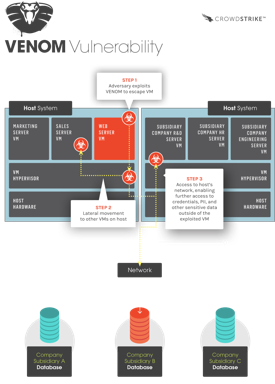 CROWDSTRIKE
VENOM Vulnerability
STEP 1
Adversary exploits
VENOM to escape VM
Host System
Host System
MARKETING
SERVER
VM
SALES
SERVER
VM
WEB
SERVER
VM
SUBSIDIARY
COMPANY R&D
SERVER
VM
SUBSIDIARY
COMPANY HR
SERVER
VM
SUBSIDIARY
COMPANY
ENGINEERING
SERVER
VM
VM
HYPERVISOR
VM
HYPERVISOR
HOST
HARDWARE
HOST
HARDWARE
STEP 2
Lateral movement
to other VMs on host
STEP 3
Access to host's
network, enabling
further access to
credentials, PII, and
other sensitive data
outside of the
exploited VM
Network
Company
Subsidiary A
Database
Company
Subsidiary B
Database
Company
Subsidiary C
Database